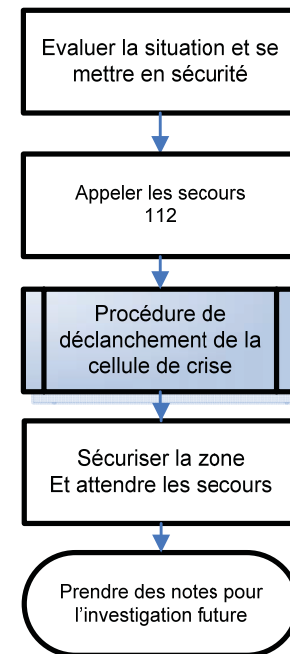 Evaluer la situation et se
mettre en sécurité
Appeler les secours
112
Procédure de
déclanchement de la
cellule de crise
Sécuriser la zone
Et attendre les secours
Prendre des notes pour
l’investigation future